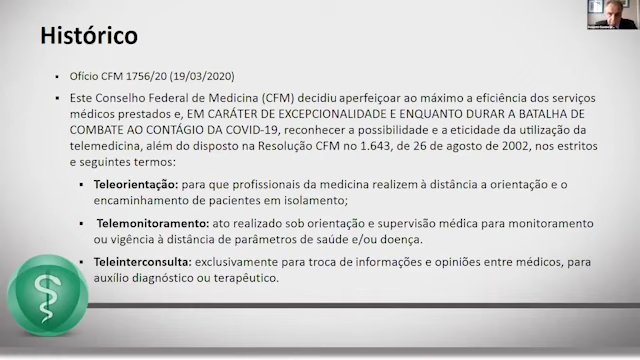 Histórico
Ofício CFM 1756/20 (19/03/2020)
Este Conselho Federal de Medicina (CFM) decidiu aperfeiçoar ao máximo a eficiência dos serviços
médicos prestados e, EM CARÁTER DE EXCEPCIONALIDADE E ENQUANTO DURAR A BATALHA DE
COMBATE AO CONTÁGIO DA COVID-19, reconhecer a possibilidade e a eticidade da utilização da
telemedicina, além do disposto na Resolução CFM no 1.643, de 26 de agosto de 2002, nos estritos
e seguintes termos:
Teleorientação: para que profissionais da medicina realizem à distância a orientação e o
encaminhamento de pacientes em isolamento;
Telemonitoramento: ato realizado sob orientação e supervisão médica para monitoramento
ou vigência à distância de parâmetros de saúde e/ou doença.
Teleinterconsulta: exclusivamente para troca de informações e opiniões entre médicos, para
auxílio diagnóstico ou terapêutico.